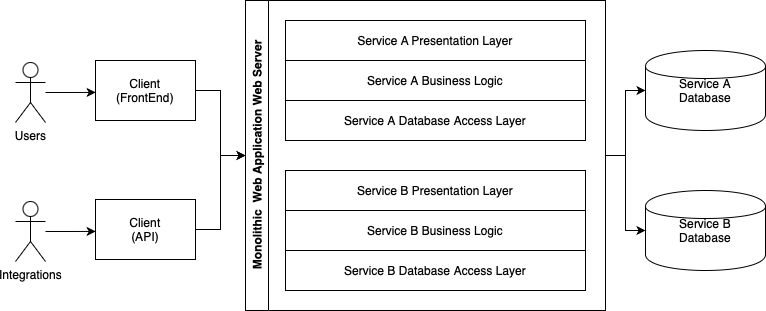 Users
Client
(FrontEnd)
Integrations
Client
(API)
Monolithic Web Application Web Server
Service A Presentation Layer
Service A Business Logic
Service A Database Access Layer
Service B Presentation Layer
Service B Business Logic
Service B Database Access Layer
Service A
Database
Service B
Database